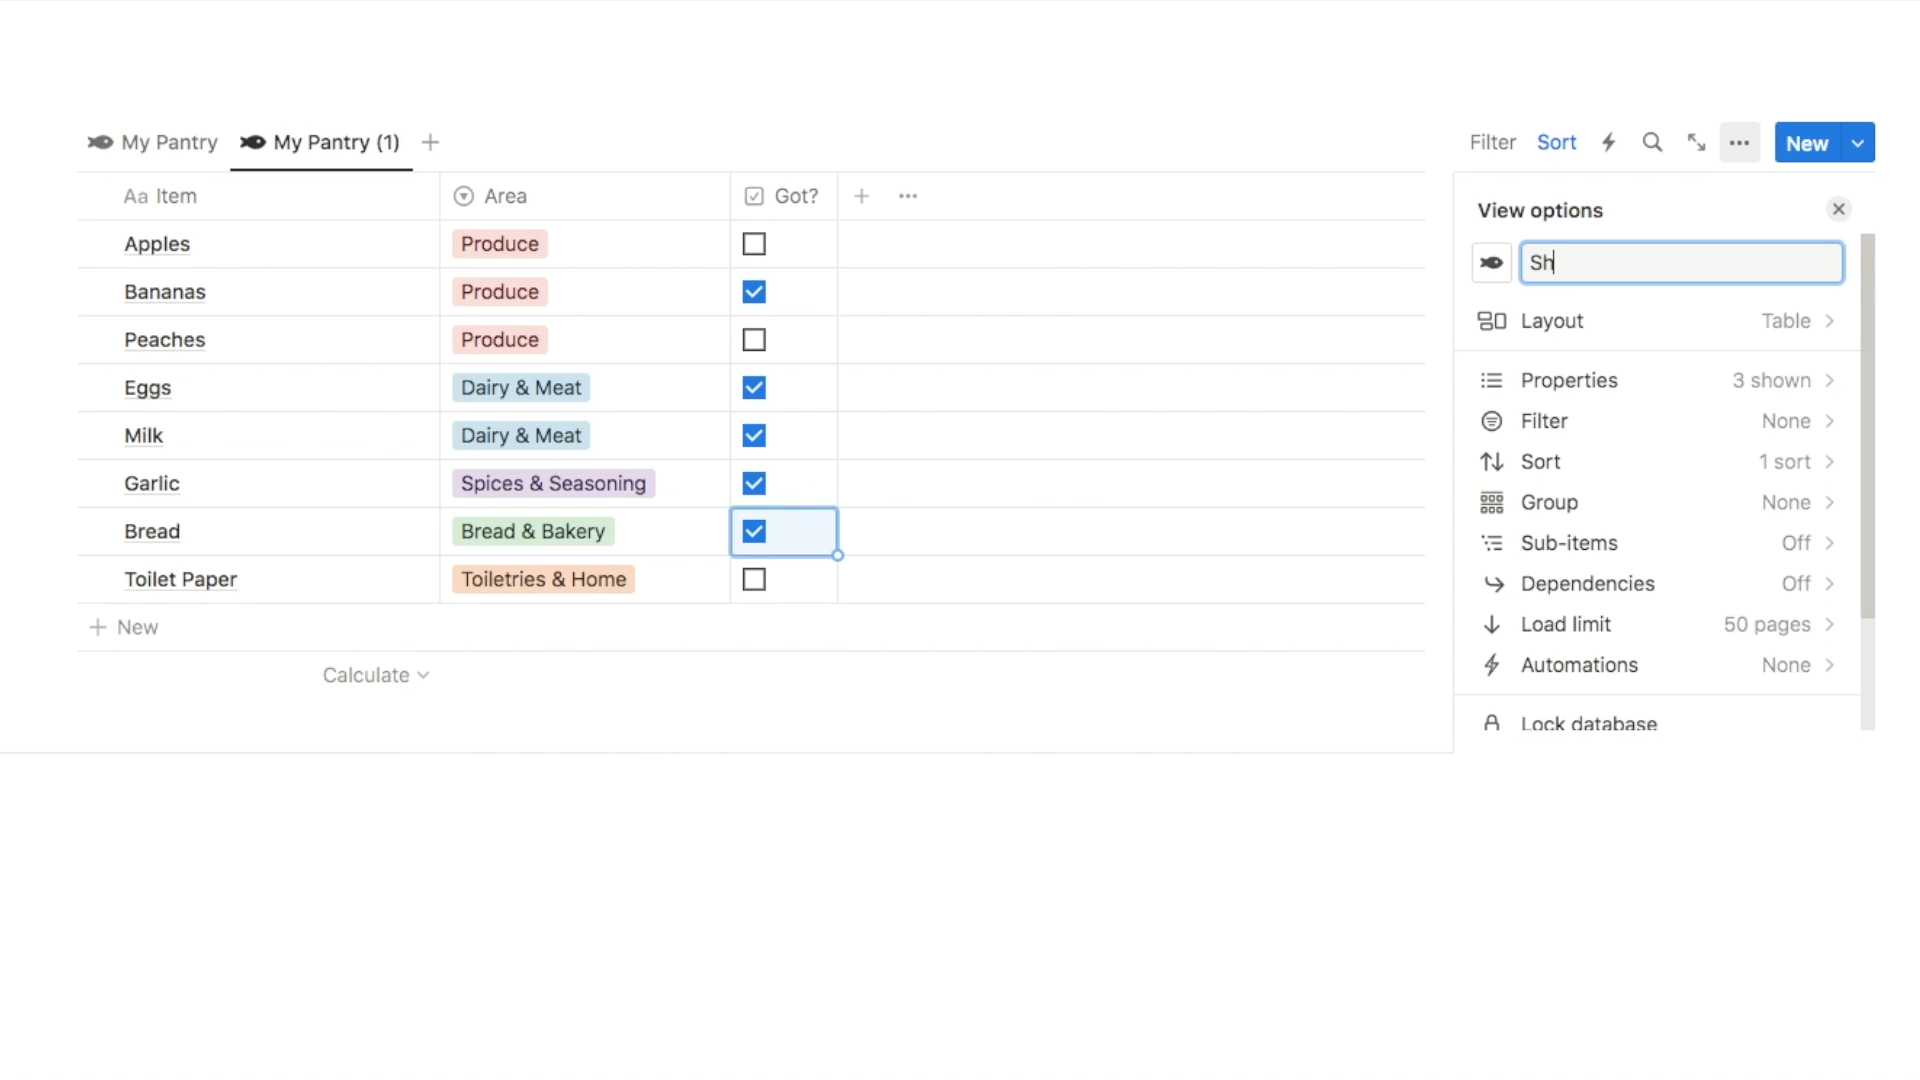 My Pantry My Pantry (1)
Filter Sort New
Aa Item Area Got?
Apples Produce
Bananas Produce
Peaches Produce
Eggs Dairy & Meat
Milk Dairy & Meat
Garlic Spices & Seasoning
Bread Bread & Bakery
Toilet Paper Toiletries & Home
New
Calculate
View options
Sh
Layout Table
Properties 3 shown
Filter None
Sort 1 sort
Group None
Sub-items Off
Dependencies Off
Load limit 50 pages
Automations None
Lock database